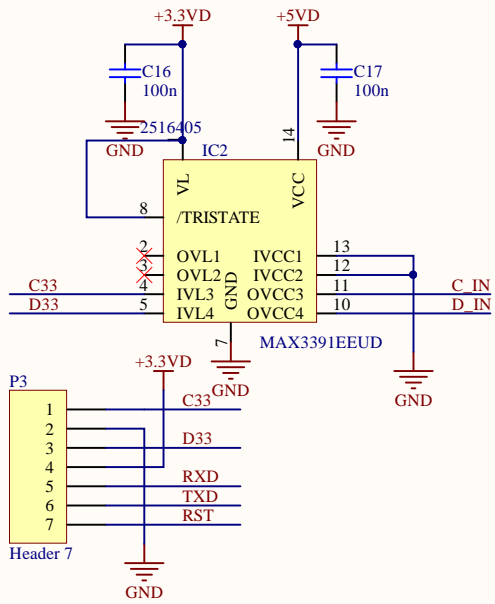 +3.3VD
+5VD
C16
100n
C17
100n
GND
GND
2516405
IC2
14
VL
VCC
8
/TRISTATE
2
OVL1
IVCC1
13
3
OVL2
IVCC2
12
C33
4
IVL3
OVCC3
11
C_IN
D33
5
IVL4
OVCC4
10
D_IN
GND
7
MAX3391EEUD
GND
GND
+3.3VD
P3
1
C33
2
3
D33
4
5
RXD
6
TXD
7
RST
Header 7
GND